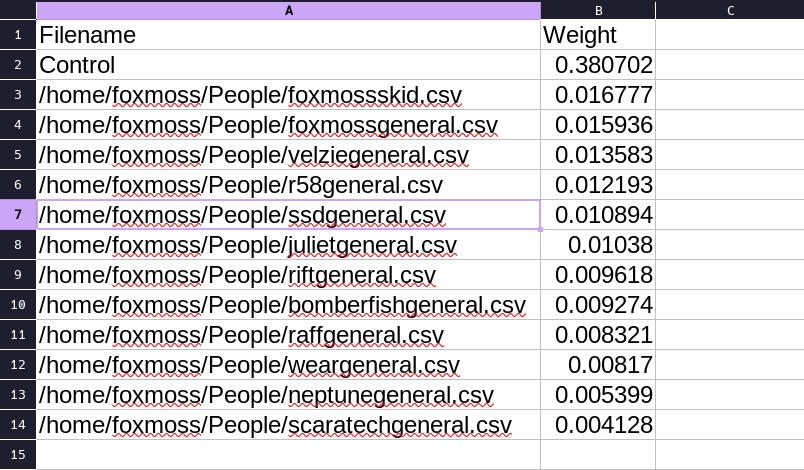 A B C
1 Filename Weight
2 Control 0.380702
3 /home/foxmoss/People/foxmossskid.csv 0.016777
4 /home/foxmoss/People/foxmossgeneral.csv 0.015936
5 /home/foxmoss/People/velziegeneral.csv 0.013583
6 /home/foxmoss/People/r58general.csv 0.012193
7 /home/foxmoss/People/ssdgeneral.csv 0.010894
8 /home/foxmoss/People/julietgeneral.csv 0.01038
9 /home/foxmoss/People/riftgeneral.csv 0.009618
10 /home/foxmoss/People/bomberfishgeneral.csv 0.009274
11 /home/foxmoss/People/raffgeneral.csv 0.008321
12 /home/foxmoss/People/weargeneral.csv 0.00817
13 /home/foxmoss/People/neptunegeneral.csv 0.005399
14 /home/foxmoss/People/scaratechgeneral.csv 0.004128
15